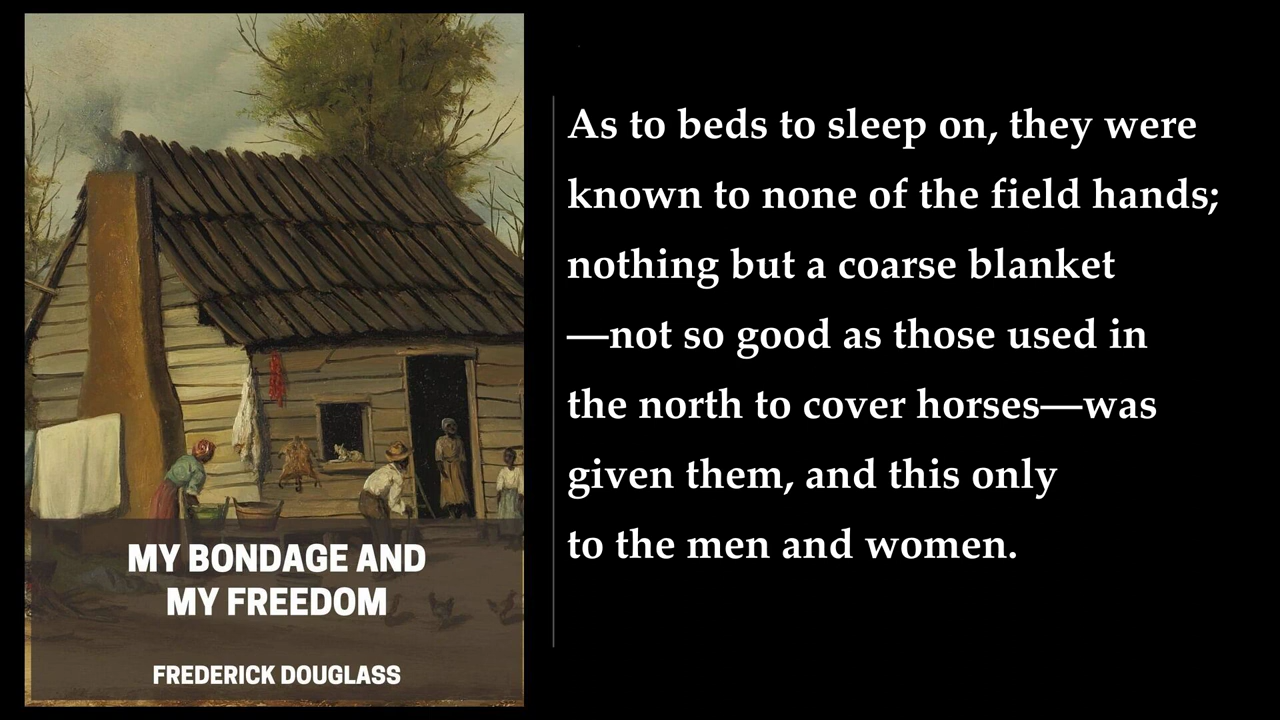 MY BONDAGE AND
MY FREEDOM
FREDERICK DOUGLASS
As to beds to sleep on, they were
known to none of the field hands;
nothing but a coarse blanket
—not so good as those used in
the north to cover horses—was
given them, and this only
to the men and women.